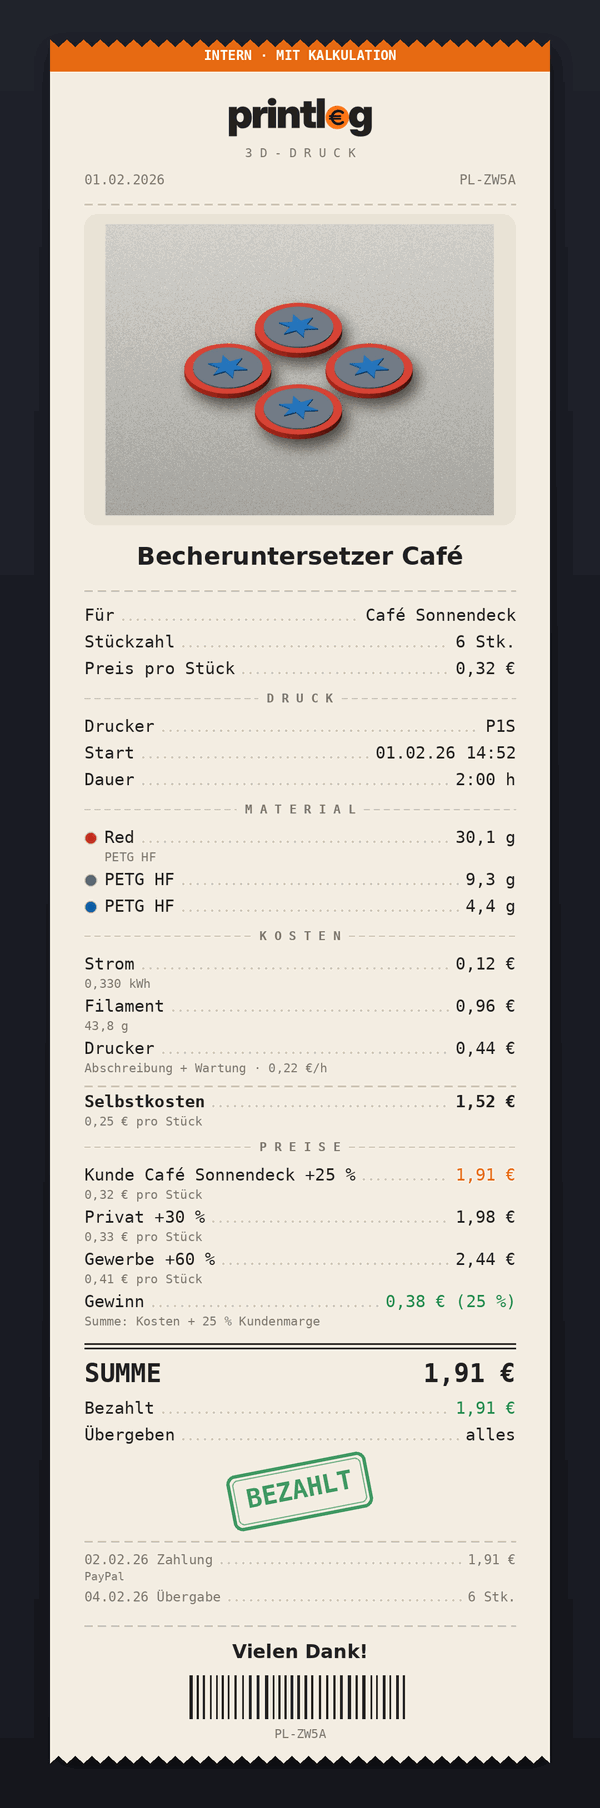 INTERN · MIT KALKULATION
printl€g
3D-DRUCK
01.02.2026 PL-ZW5A
Becheruntersetzer Café
Für Café Sonnendeck
Stückzahl 6 Stk.
Preis pro Stück 0,32 €
DRUCK
Drucker P1S
Start 01.02.26 14:52
Dauer 2:00 h
MATERIAL
Red 30,1 g
PETG HF
PETG HF 9,3 g
PETG HF 4,4 g
KOSTEN
Strom 0,12 €
0,330 kWh
Filament 0,96 €
43,8 g
Drucker 0,44 €
Abschreibung + Wartung · 0,22 €/h
Selbstkosten 1,52 €
0,25 € pro Stück
PREISE
Kunde Café Sonnendeck +25 % 1,91 €
0,32 € pro Stück
Privat +30 % 1,98 €
0,33 € pro Stück
Gewerbe +60 % 2,44 €
0,41 € pro Stück
Gewinn 0,38 € (25 %)
Summe: Kosten + 25 % Kundenmarge
SUMME 1,91 €
Bezahlt 1,91 €
Übergeben alles
BEZAHLT
02.02.26 Zahlung 1,91 €
PayPal
04.02.26 Übergabe 6 Stk.
Vielen Dank!
PL-ZW5A